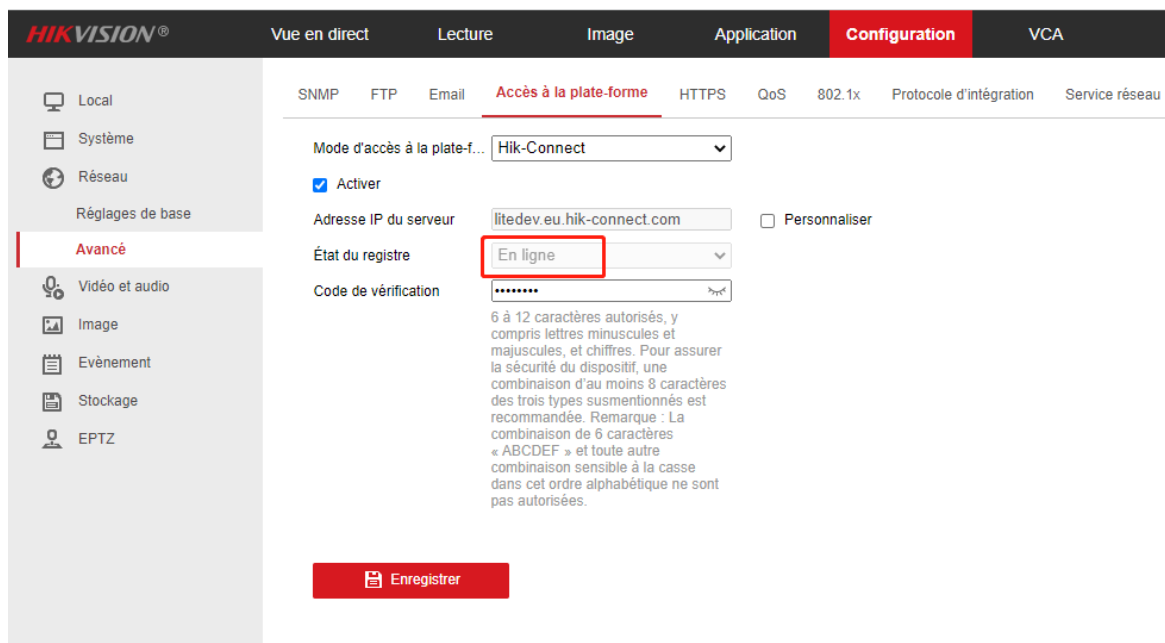 HIKVISION®
Vue en direct Lecture Image Application Configuration VCA
Local
Système
Réseau
Réglages de base
Avancé
Vidéo et audio
Image
Evènement
Stockage
EPTZ
SNMP FTP Email Accès à la plate-forme HTTPS QoS 802.1x Protocole d'intégration Service réseau
Mode d'accès à la plate-f... Hik-Connect
Activer
Adresse IP du serveur litedev.eu.hik-connect.com Personnaliser
État du registre En ligne
Code de vérification ••••••••
6 à 12 caractères autorisés, y
compris lettres minuscules et
majuscules, et chiffres. Pour assurer
la sécurité du dispositif, une
combinaison d'au moins 8 caractères
des trois types susmentionnés est
recommandée. Remarque : La
combinaison de 6 caractères
« ABCDEF » et toute autre
combinaison sensible à la casse
dans cet ordre alphabétique ne sont
pas autorisées.
Enregistrer